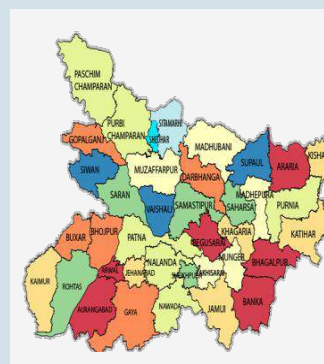 PASCHIM
CHAMPARAN
PURBI
CHAMPARAN
SITAMARHI
SHEOHAR
GOPALGANJ
SIWAN
MUZAFFARPUR
MADHUBANI
SUPAUL
ARARIA
KISHA
DARBHANGA
SARAN
VAISHALI
SAMASTIPUR
SAHARSA
MADHEPURA
PURNIA
KATIHAR
KHAGARIA
BEGUSARAI
BUXAR
BHOJPUR
PATNA
NALANDA
SHEIKHPURA
LAKHISARAI
MUNGER
BHAGALPUR
BANKA
JAMUI
NAWADA
GAYA
JEHANABAD
ARWAL
AURANGABAD
ROHTAS
KAIMUR